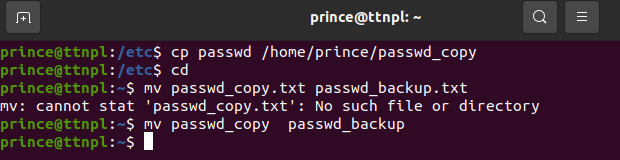 prince@ttnpl: ~
prince@ttnpl:/etc$ cp passwd /home/prince/passwd_copy
prince@ttnpl:/etc$ cd
prince@ttnpl:~$ mv passwd_copy.txt passwd_backup.txt
mv: cannot stat 'passwd_copy.txt': No such file or directory
prince@ttnpl:~$ mv passwd_copy  passwd_backup
prince@ttnpl:~$